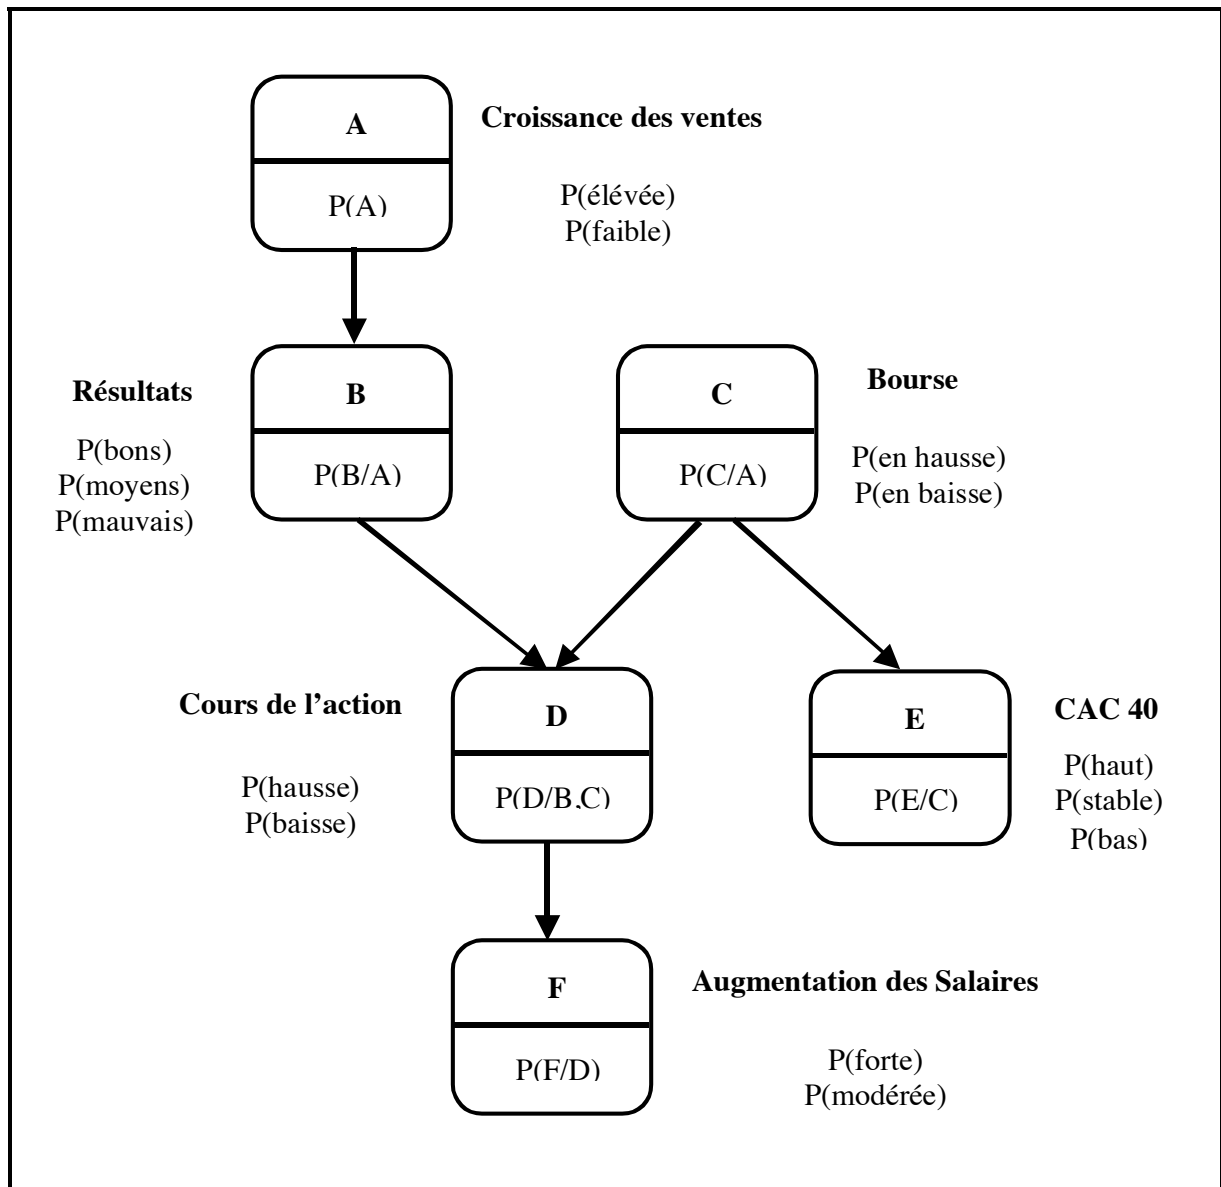 A
Croissance des ventes
P(A)
P(élévée)
P(faible)
Résultats
P(bons)
P(moyens)
P(mauvais)
B
P(B/A)
C
P(C/A)
Bourse
P(en hausse)
P(en baisse)
Cours de l’action
P(hausse)
P(baisse)
D
P(D/B,C)
E
P(E/C)
CAC 40
P(haut)
P(stable)
P(bas)
F
P(F/D)
Augmentation des Salaires
P(forte)
P(modérée)